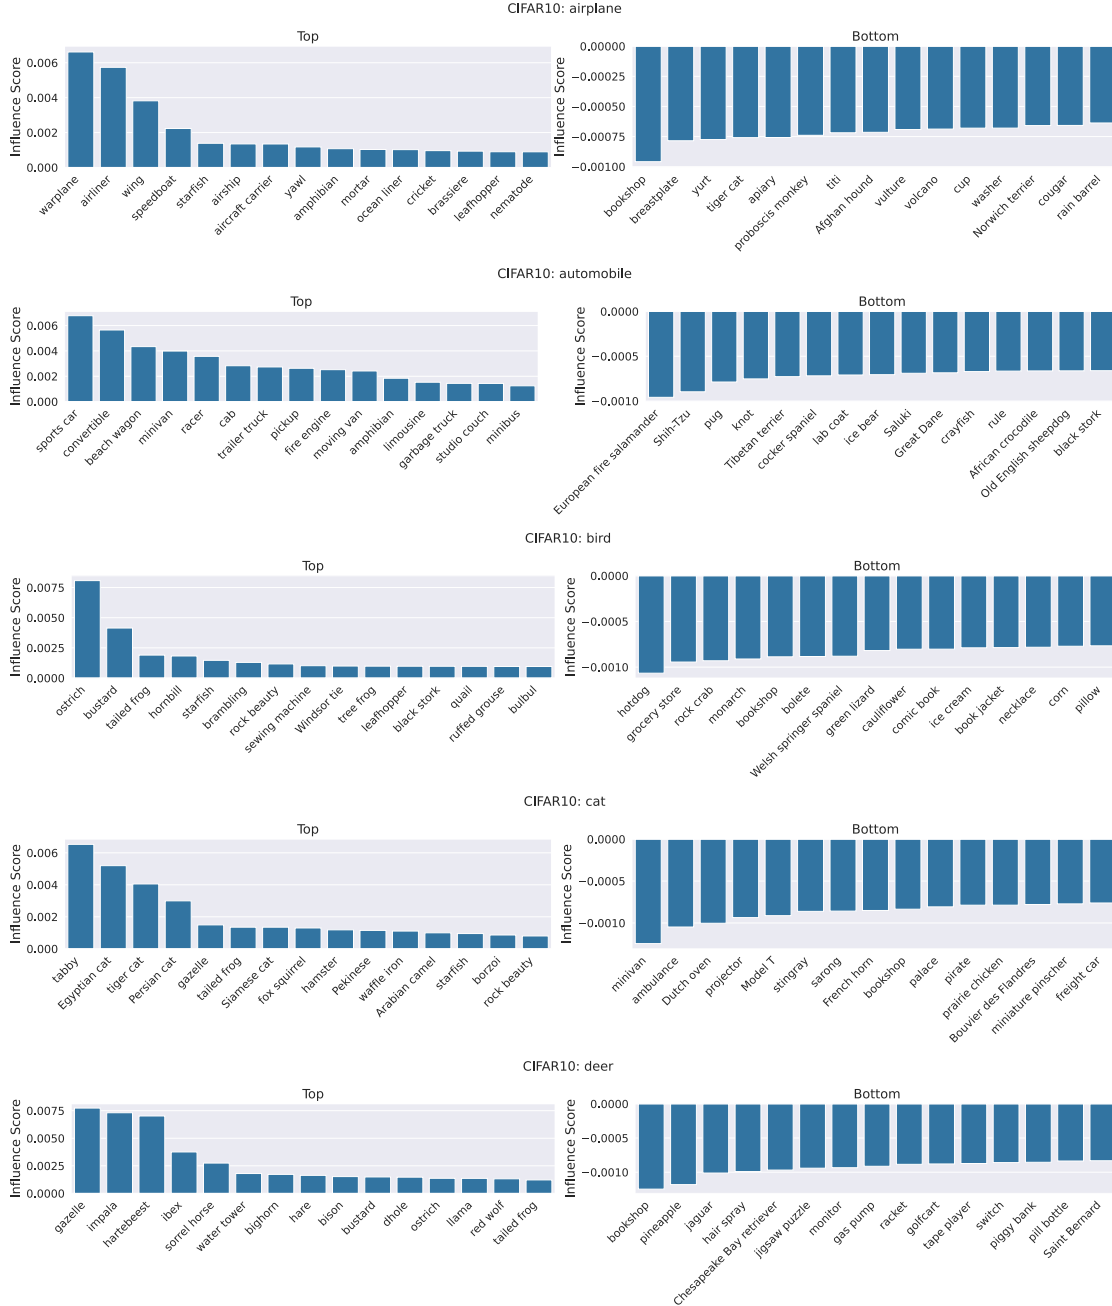 CIFAR10: airplane
Top
Influence Score
0.006
0.004
0.002
0.000
warplane
airliner
wing
speedboat
starfish
airship
aircraft carrier
yawl
amphibian
mortar
ocean liner
cricket
brassiere
leafhopper
nematode
Bottom
Influence Score
0.00000
−0.00025
−0.00050
−0.00075
−0.00100
bookshop
breastplate
yurt
tiger cat
apiary
proboscis monkey
titi
Afghan hound
vulture
volcano
cup
washer
Norwich terrier
cougar
rain barrel
CIFAR10: automobile
Top
Influence Score
0.006
0.004
0.002
0.000
sports car
convertible
beach wagon
minivan
racer
cab
trailer truck
pickup
fire engine
moving van
amphibian
limousine
garbage truck
studio couch
minibus
Bottom
Influence Score
0.0000
−0.0005
−0.0010
European fire salamander
Shih-Tzu
pug
knot
Tibetan terrier
cocker spaniel
lab coat
ice bear
Saluki
Great Dane
crayfish
rule
African crocodile
Old English sheepdog
black stork
CIFAR10: bird
Top
Influence Score
0.0075
0.0050
0.0025
0.0000
ostrich
bustard
tailed frog
hornbill
starfish
brambling
rock beauty
sewing machine
Windsor tie
tree frog
leafhopper
black stork
quail
ruffed grouse
bulbul
Bottom
Influence Score
0.0000
−0.0005
−0.0010
hotdog
grocery store
rock crab
monarch
bookshop
bolete
Welsh springer spaniel
green lizard
cauliflower
comic book
ice cream
book jacket
necklace
corn
pillow
CIFAR10: cat
Top
Influence Score
0.006
0.004
0.002
0.000
tabby
Egyptian cat
tiger cat
Persian cat
gazelle
tailed frog
Siamese cat
fox squirrel
hamster
Pekinese
waffle iron
Arabian camel
starfish
borzoi
rock beauty
Bottom
Influence Score
0.0000
−0.0005
−0.0010
minivan
ambulance
Dutch oven
projector
Model T
stingray
sarong
French horn
bookshop
palace
pirate
prairie chicken
Bouvier des Flandres
miniature pinscher
freight car
CIFAR10: deer
Top
Influence Score
0.0075
0.0050
0.0025
0.0000
gazelle
impala
hartebeest
ibex
sorrel horse
water tower
bighorn
hare
bison
bustard
dhole
ostrich
llama
red wolf
tailed frog
Bottom
Influence Score
0.0000
−0.0005
−0.0010
bookshop
pineapple
jaguar
hair spray
Chesapeake Bay retriever
jigsaw puzzle
monitor
gas pump
racket
golfcart
tape player
switch
piggy bank
pill bottle
Saint Bernard